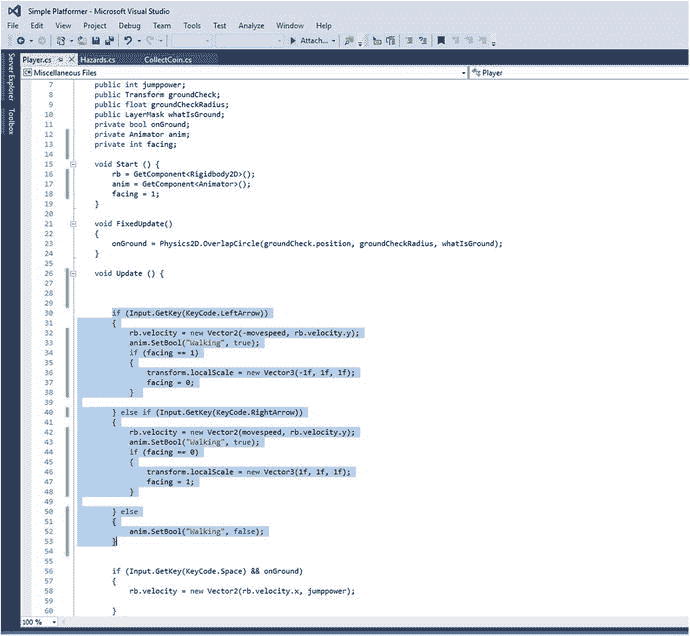 Simple Platformer - Microsoft Visual Studio
File Edit View Project Debug Team Tools Test Analyze Window Help
Attach...
Server Explorer
Toolbox
Player.cs Hazards.cs CollectCoin.cs
Miscellaneous Files Player
7 public int jumppower;
8 public Transform groundCheck;
9 public float groundCheckRadius;
10 public LayerMask whatIsGround;
11 private bool onGround;
12 private Animator anim;
13 private int facing;
14
15 void Start () {
16 rb = GetComponent<Rigidbody2D>();
17 anim = GetComponent<Animator>();
18 facing = 1;
19 }
20
21 void FixedUpdate()
22 {
23 onGround = Physics2D.OverlapCircle(groundCheck.position, groundCheckRadius, whatIsGround);
24 }
25
26 void Update () {
27
28
29
30 if (Input.GetKey(KeyCode.LeftArrow))
31 {
32 rb.velocity = new Vector2(-movespeed, rb.velocity.y);
33 anim.SetBool("Walking", true);
34 if (facing == 1)
35 {
36 transform.localScale = new Vector3(-1f, 1f, 1f);
37 facing = 0;
38 }
39
40 } else if (Input.GetKey(KeyCode.RightArrow))
41 {
42 rb.velocity = new Vector2(movespeed, rb.velocity.y);
43 anim.SetBool("Walking", true);
44 if (facing == 0)
45 {
46 transform.localScale = new Vector3(1f, 1f, 1f);
47 facing = 1;
48 }
49
50 } else
51 {
52 anim.SetBool("Walking", false);
53 }
54
55
56 if (Input.GetKey(KeyCode.Space) && onGround)
57 {
58 rb.velocity = new Vector2(rb.velocity.x, jumppower);
59
60 }
100 %